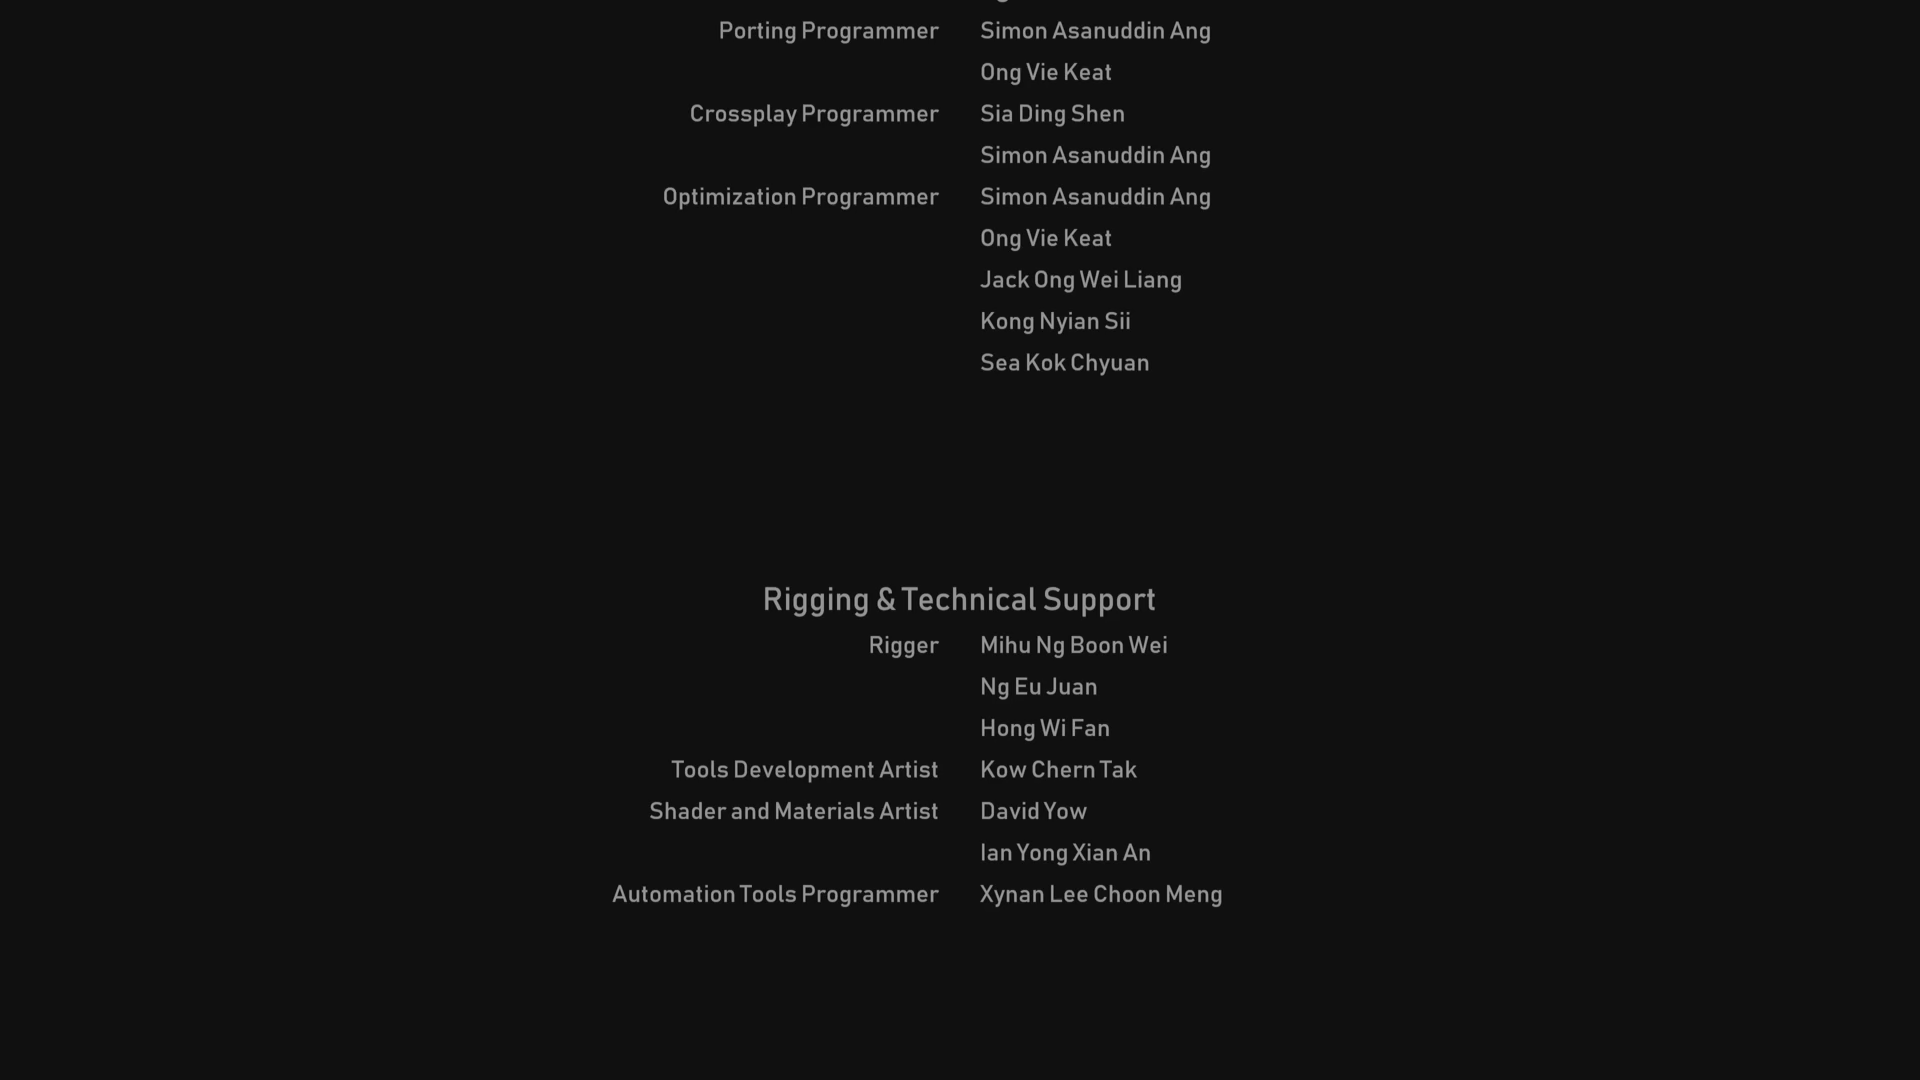 Porting Programmer Simon Asanuddin Ang
Ong Vie Keat
Crossplay Programmer Sia Ding Shen
Simon Asanuddin Ang
Optimization Programmer Simon Asanuddin Ang
Ong Vie Keat
Jack Ong Wei Liang
Kong Nyian Sii
Sea Kok Chyuan
Rigging & Technical Support
Rigger Mihu Ng Boon Wei
Ng Eu Juan
Hong Wi Fan
Tools Development Artist Kow Chern Tak
Shader and Materials Artist David Yow
Ian Yong Xian An
Automation Tools Programmer Xynan Lee Choon Meng